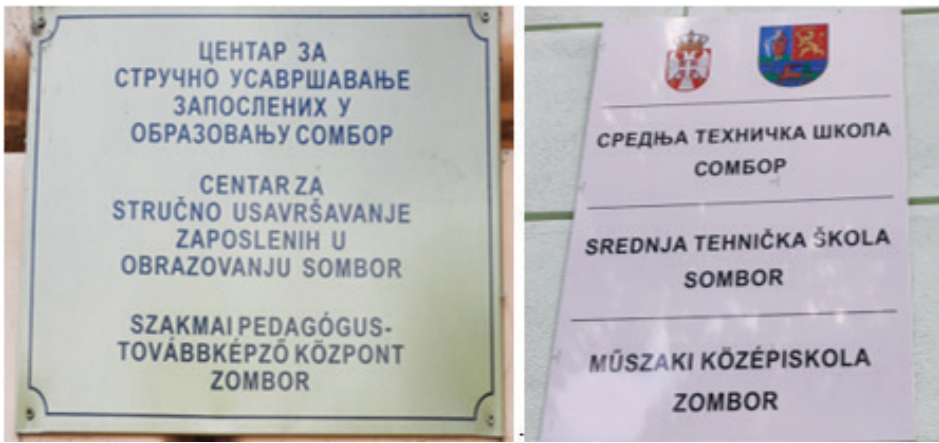 ЦЕНТАР ЗА
СТРУЧНО УСАВРШАВАЊЕ
ЗАПОСЛЕНИХ У
ОБРАЗОВАЊУ СОМБОР
CENTAR ZA
STRUČNO USAVRŠAVANJE
ZAPOSLENIH U
OBRAZOVANJU SOMBOR
SZAKMAI PEDAGÓGUS-
TOVÁBBKÉPZŐ KÖZPONT
ZOMBOR
СРЕДЊА ТЕХНИЧКА ШКОЛА
СОМБОР
SREDNJA TEHNIČKA ŠKOLA
SOMBOR
MŰSZAKI KÖZÉPISKOLA
ZOMBOR